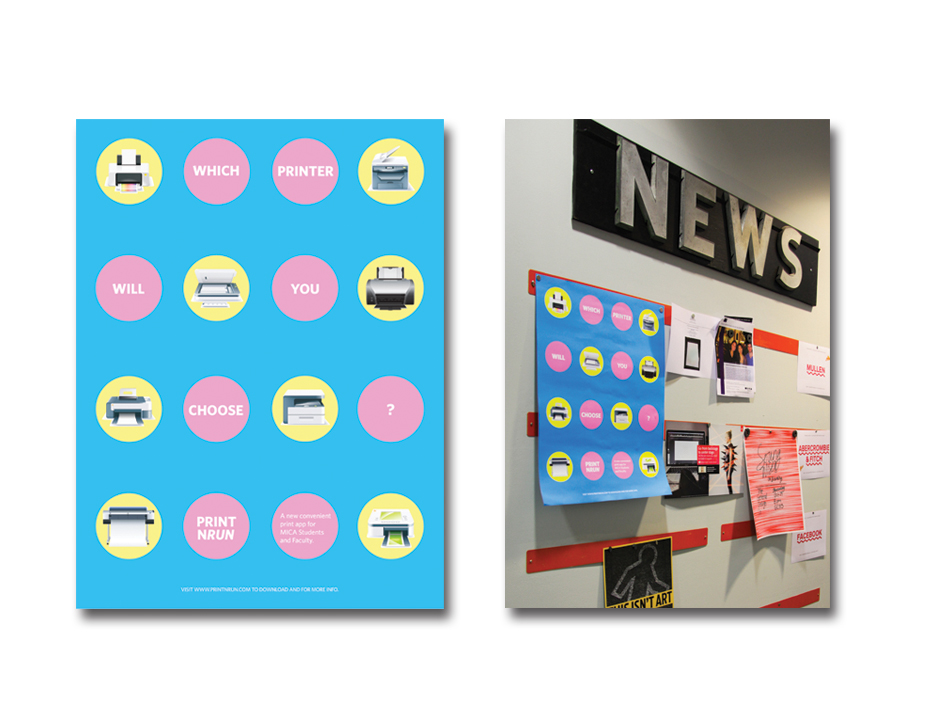 WHICH
PRINTER
WILL
YOU
CHOOSE
?
PRINT
NRUN
A new convenient
print app for
MICA Students
and Faculty.
VISIT WWW.PRINTNRUN.COM TO DOWNLOAD AND FOR MORE INFO.
NEWS
WHICH
PRINTER
WILL
YOU
CHOOSE
?
PRINT
NRUN
MULLEN
ABERCROMBIE
& FITCH
FACEBOOK
ISN'T ART